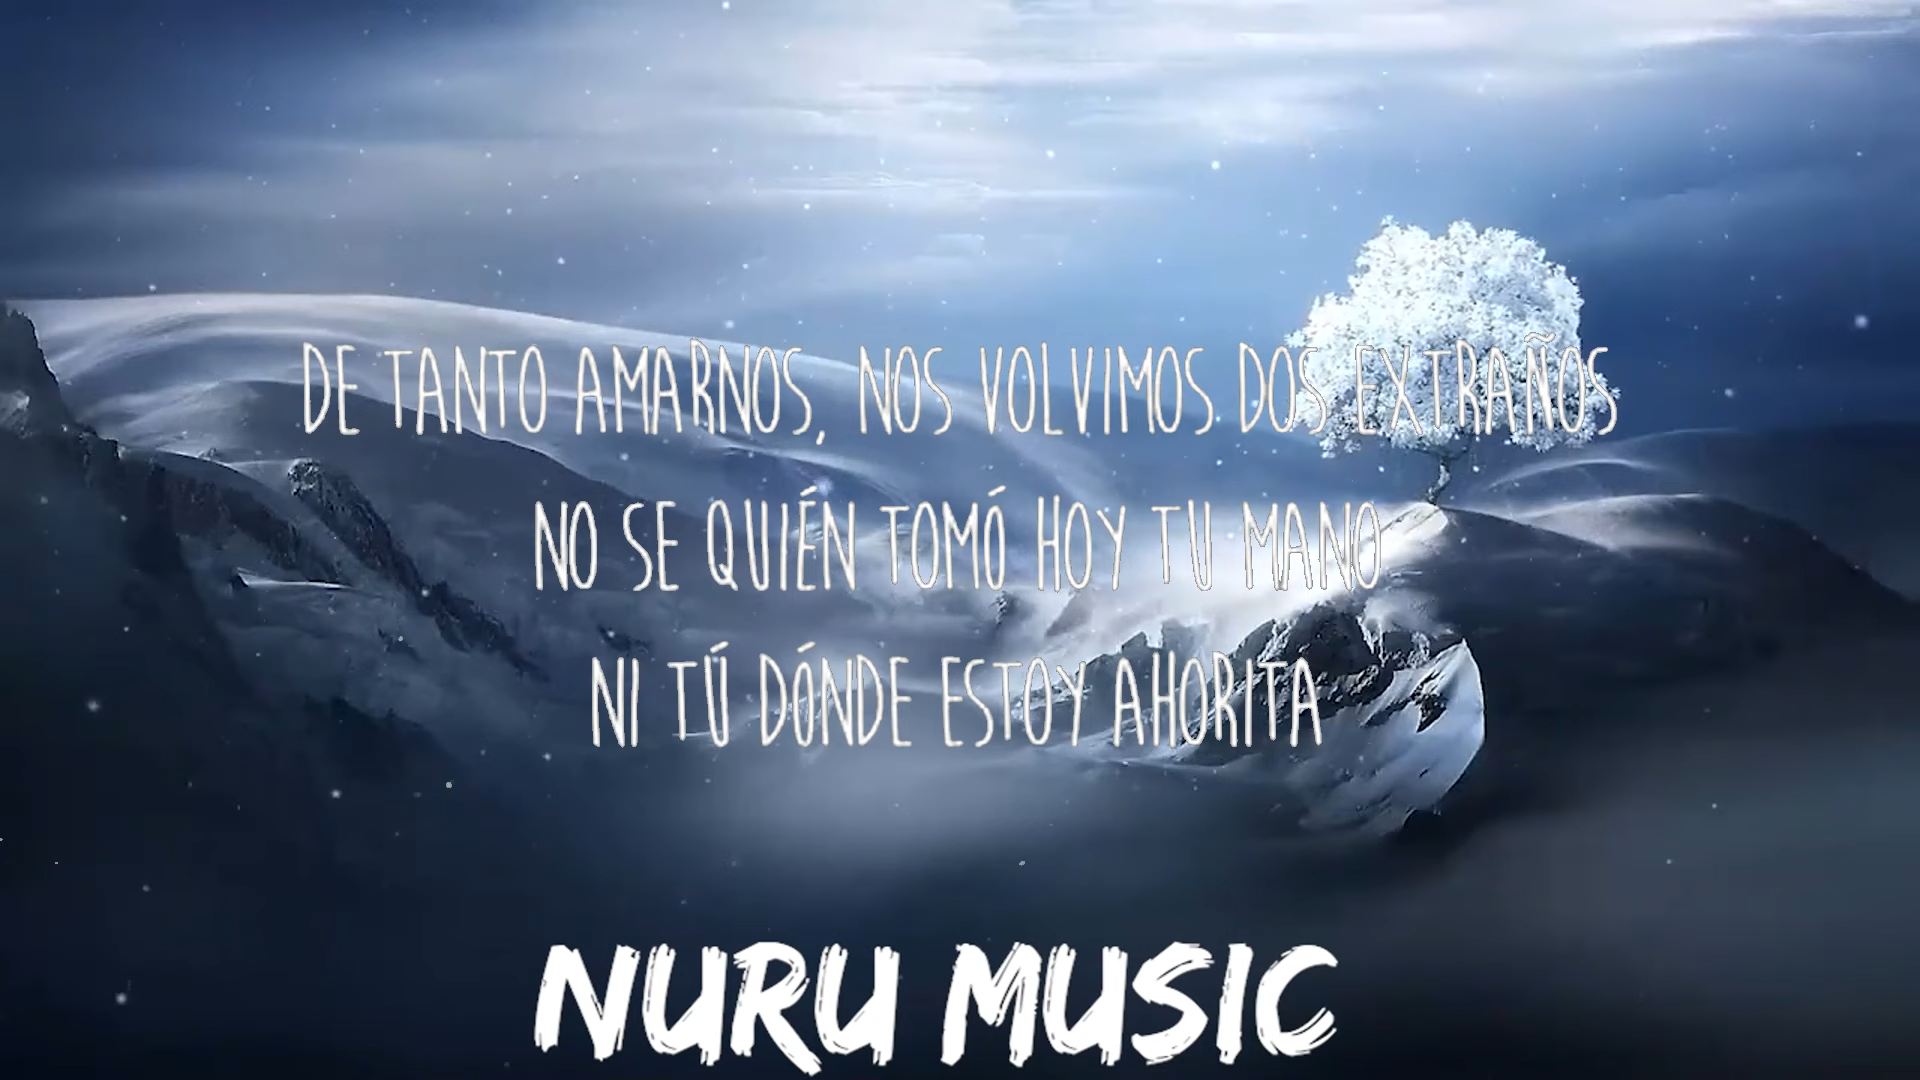 DE TANTO AMARNOS, NOS VOLVIMOS DOS EXTRAÑOS
NO SE QUIÉN TOMÓ HOY TU MANO
NI TÚ DÓNDE ESTOY AHORITA
NURU MUSIC